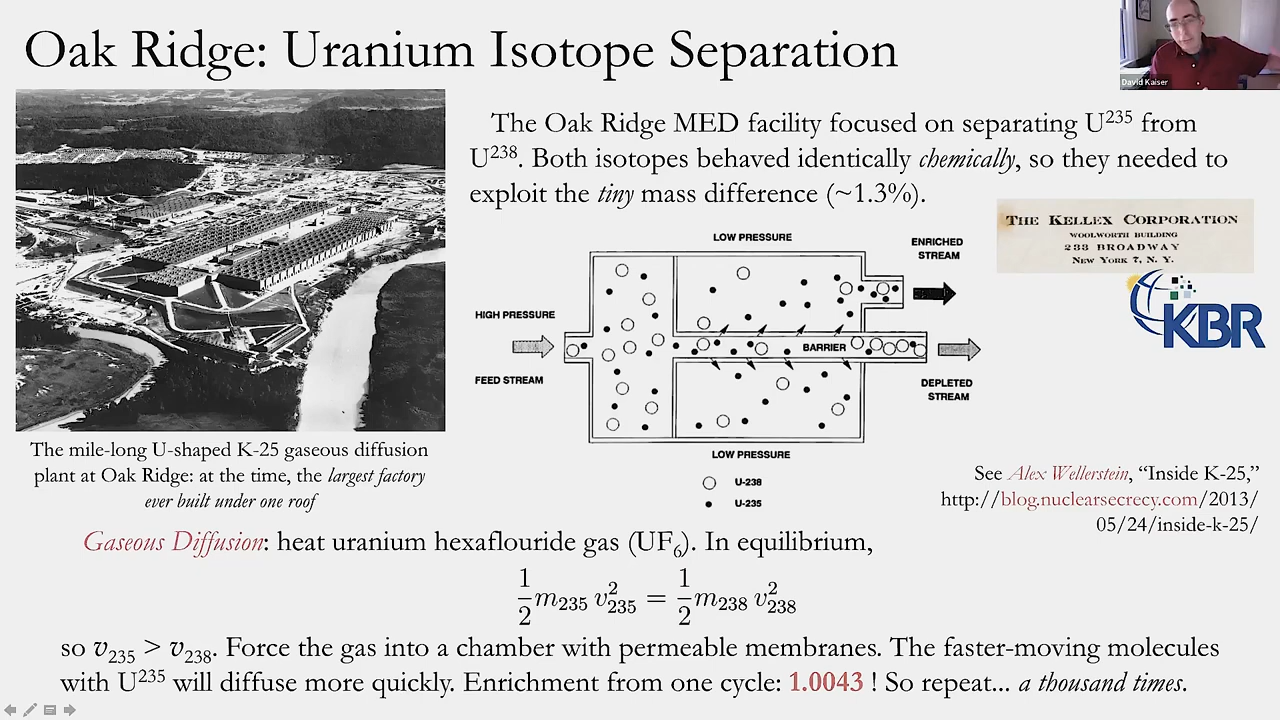 Oak Ridge: Uranium Isotope Separation
David Kaiser
The Oak Ridge MED facility focused on separating U²³⁵ from
U²³⁸. Both isotopes behaved identically chemically, so they needed to
exploit the tiny mass difference (~1.3%).
THE KELLEX CORPORATION
WOOLWORTH BUILDING
233 BROADWAY
NEW YORK 7, N. Y.
KBR
LOW PRESSURE
ENRICHED
STREAM
HIGH PRESSURE
BARRIER
FEED STREAM
DEPLETED
STREAM
LOW PRESSURE
U-238
U-235
The mile-long U-shaped K-25 gaseous diffusion
plant at Oak Ridge: at the time, the largest factory
ever built under one roof
See Alex Wellerstein, “Inside K-25,”
http://blog.nuclearsecrecy.com/2013/
05/24/inside-k-25/
Gaseous Diffusion: heat uranium hexaflouride gas (UF₆). In equilibrium,
½ m₂₃₅ v²₂₃₅ = ½ m₂₃₈ v²₂₃₈
so v₂₃₅ > v₂₃₈. Force the gas into a chamber with permeable membranes. The faster-moving molecules
with U²³⁵ will diffuse more quickly. Enrichment from one cycle: 1.0043 ! So repeat... a thousand times.